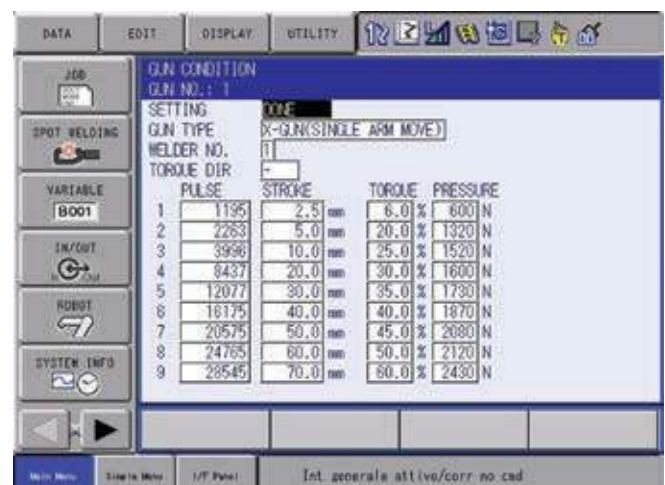 DATA EDIT DISPLAY UTILITY
JOB
SPOT WELDING
VARIABLE
B001
IN/OUT
In Out
ROBOT
SYSTEM INFO
GUN CONDITION
GUN NO.: 1
SETTING DONE
GUN TYPE X-GUN(SINGLE ARM MOVE)
WELDER NO. 1
TORQUE DIR -
PULSE STROKE TORQUE PRESSURE
1 1195 2.5 mm 6.0 % 600 N
2 2263 5.0 mm 20.0 % 1320 N
3 3996 10.0 mm 25.0 % 1520 N
4 8437 20.0 mm 30.0 % 1600 N
5 12077 30.0 mm 35.0 % 1730 N
6 16175 40.0 mm 40.0 % 1870 N
7 20575 50.0 mm 45.0 % 2080 N
8 24765 60.0 mm 50.0 % 2120 N
9 28545 70.0 mm 60.0 % 2430 N
Main Menu Simple Menu I/F Panel Int. generale attivo/corr no cmd